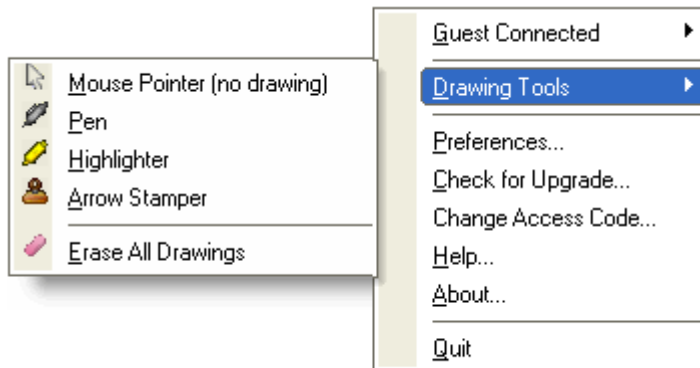 Guest Connected
Drawing Tools
Preferences...
Check for Upgrade...
Change Access Code...
Help...
About...
Quit
Mouse Pointer (no drawing)
Pen
Highlighter
Arrow Stamper
Erase All Drawings